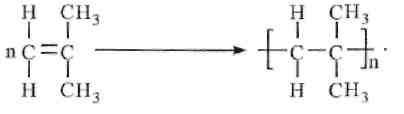 H CH3 H CH3
n C=C → [ C – C ]n .
H CH3 H CH3